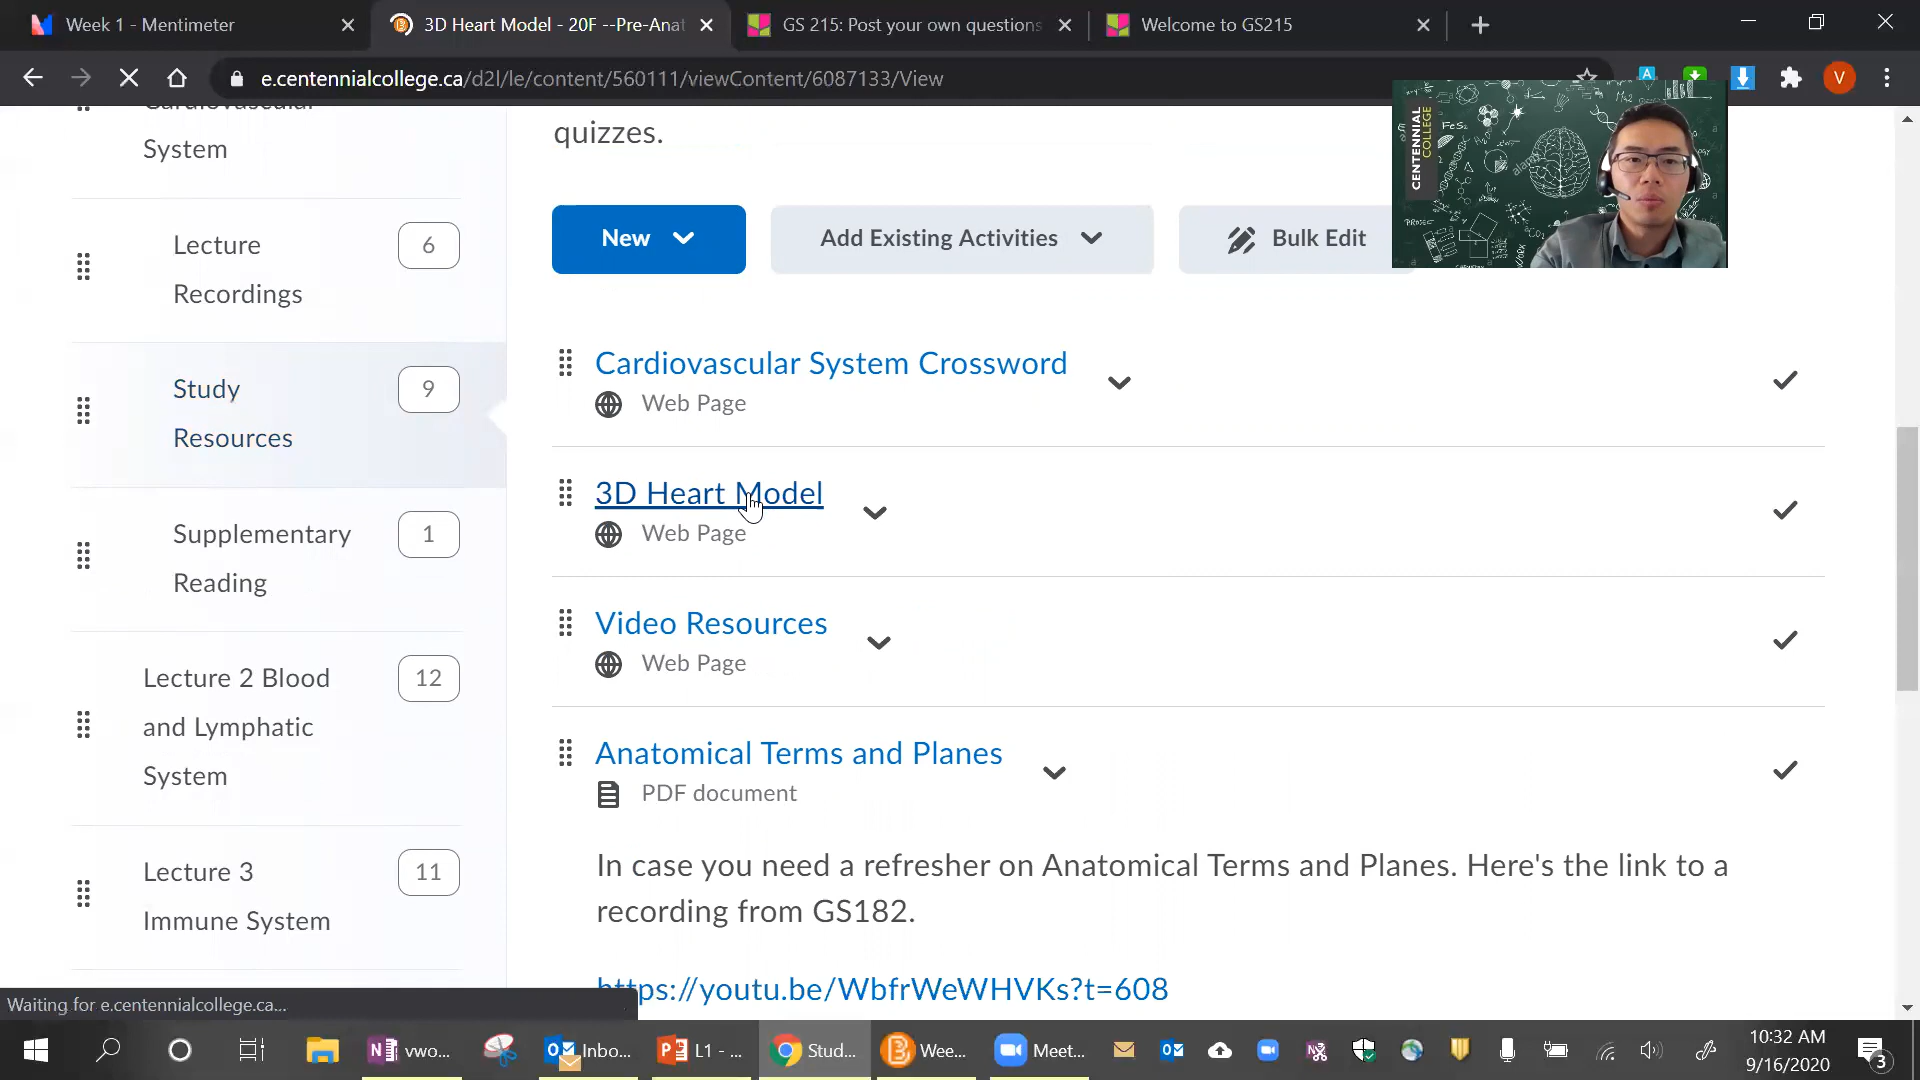 Week 1 - Mentimeter
3D Heart Model - 20F --Pre-Anat
GS 215: Post your own questions
Welcome to GS215
e.centennialcollege.ca/d2l/le/content/560111/viewContent/6087133/View
V
Cardiovascular
System
Lecture
Recordings
6
Study
Resources
9
Supplementary
Reading
1
Lecture 2 Blood
and Lymphatic
System
12
Lecture 3
Immune System
11
quizzes.
New
Add Existing Activities
Bulk Edit
CENTENNIAL
COLLEGE
Cardiovascular System Crossword
Web Page
3D Heart Model
Web Page
Video Resources
Web Page
Anatomical Terms and Planes
PDF document
In case you need a refresher on Anatomical Terms and Planes. Here's the link to a
recording from GS182.
https://youtu.be/WbfrWeWHVKs?t=608
Waiting for e.centennialcollege.ca...
vwo...
Inbo...
L1 - ...
Stud...
Wee...
Meet...
10:32 AM
9/16/2020
3